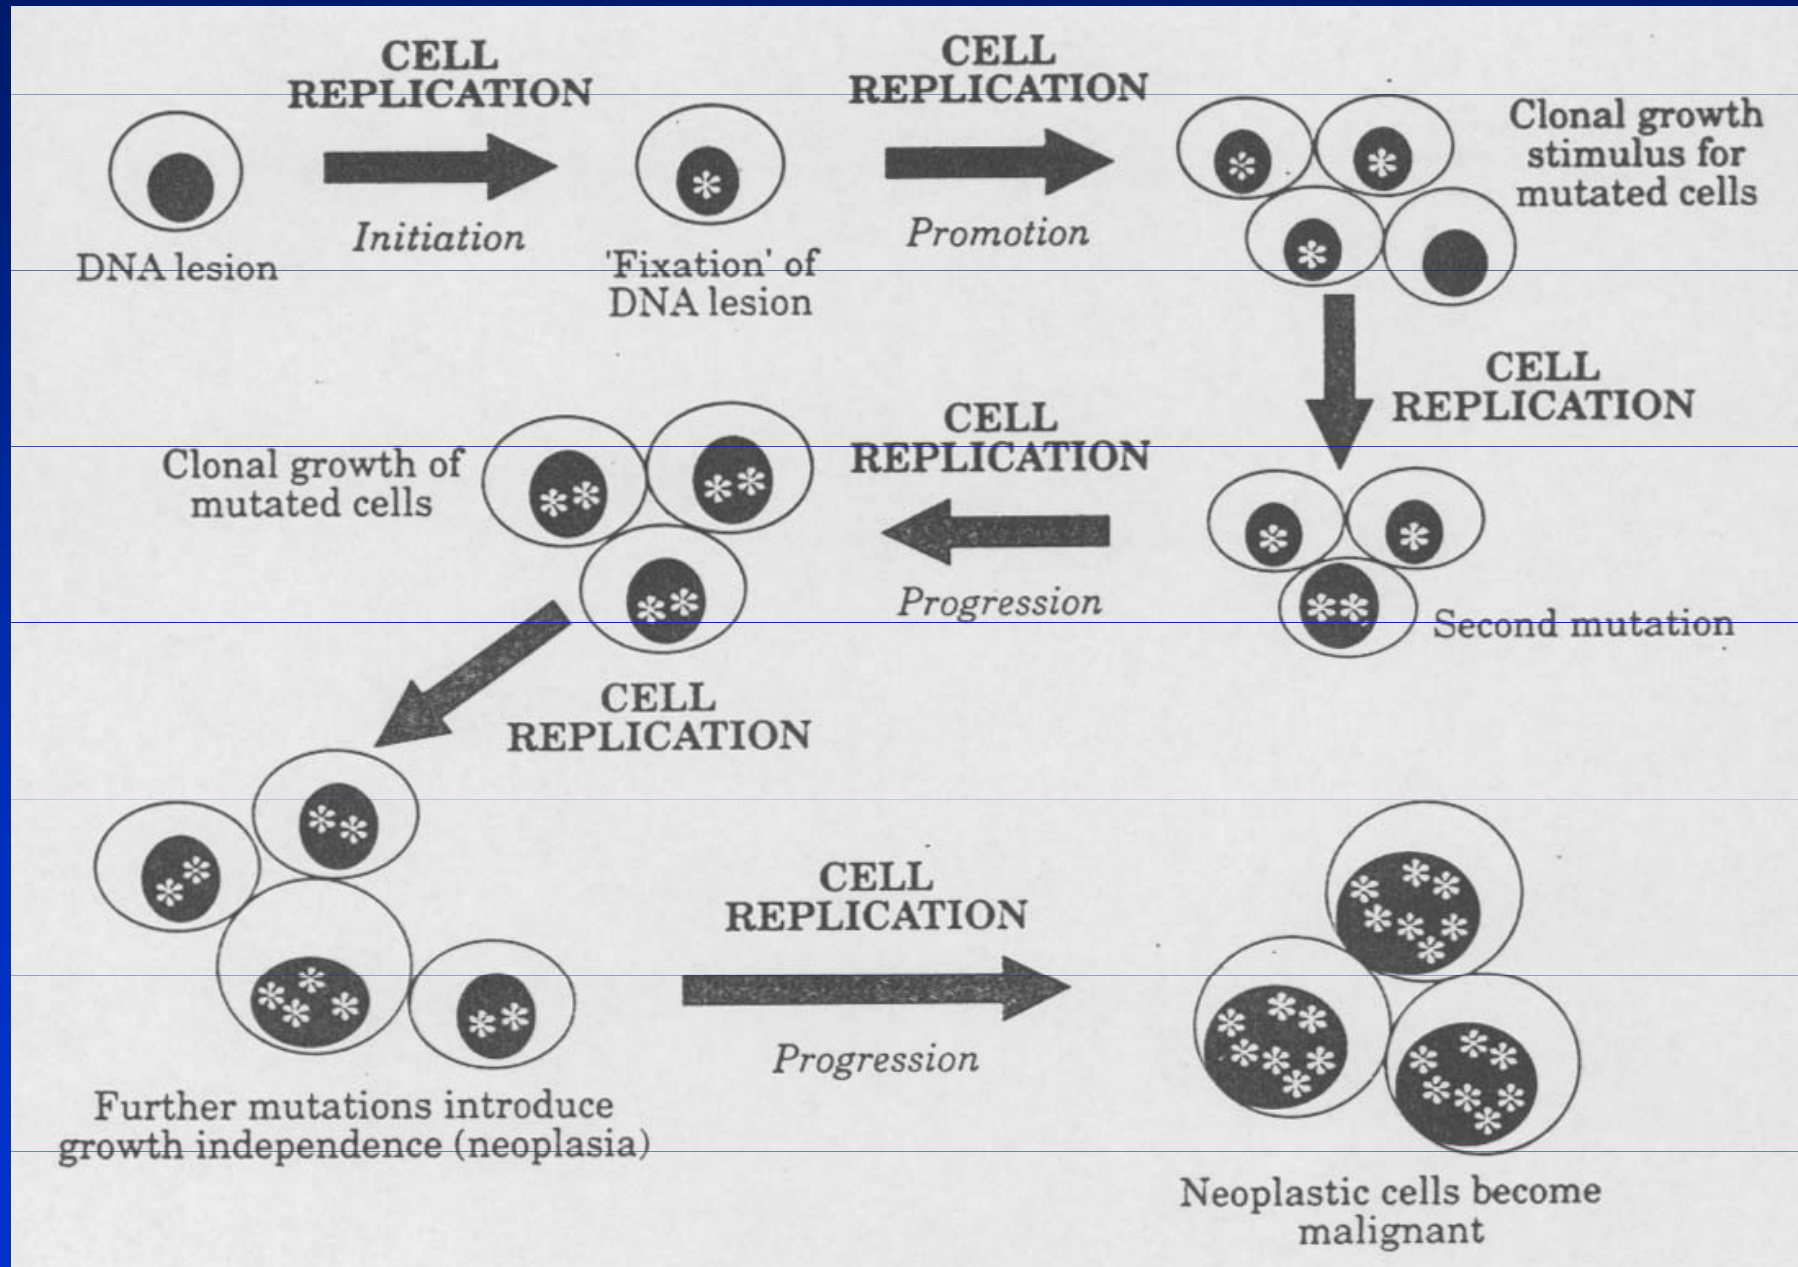 CELL
REPLICATION
Initiation
DNA lesion
'Fixation' of
DNA lesion
CELL
REPLICATION
Promotion
Clonal growth
stimulus for
mutated cells
CELL
REPLICATION
Second mutation
CELL
REPLICATION
Progression
Clonal growth of
mutated cells
CELL
REPLICATION
Further mutations introduce
growth independence (neoplasia)
CELL
REPLICATION
Progression
Neoplastic cells become
malignant